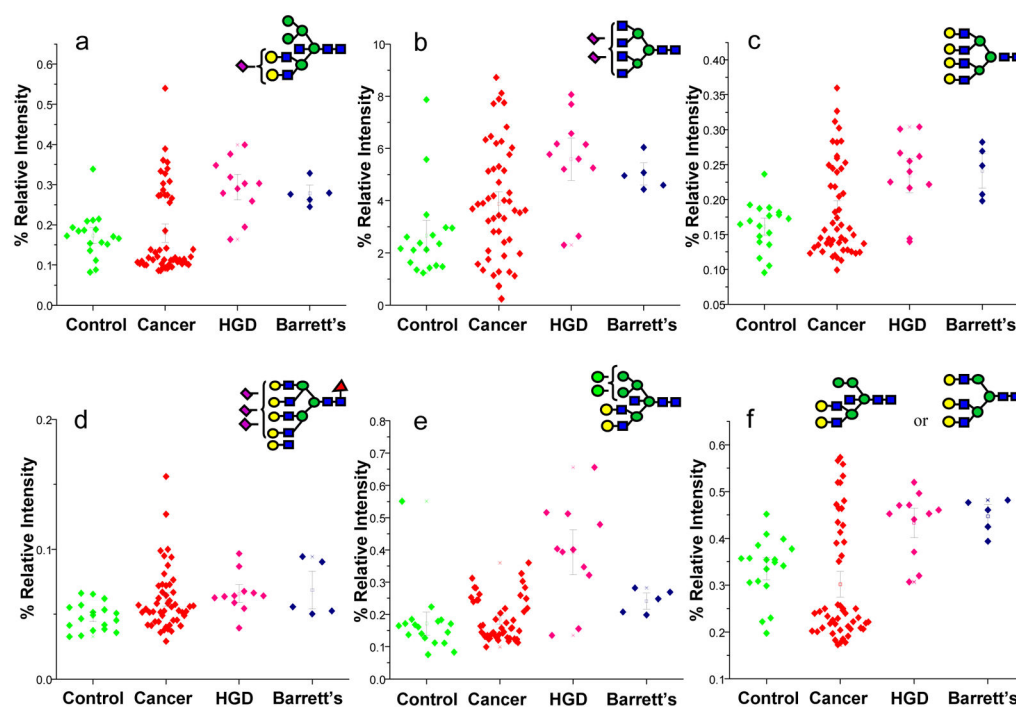 a
% Relative Intensity
0.6
0.5
0.4
0.3
0.2
0.1
0.0
Control Cancer HGD Barrett's
b
% Relative Intensity
10
8
6
4
2
0
Control Cancer HGD Barrett's
c
% Relative Intensity
0.40
0.35
0.30
0.25
0.20
0.15
0.10
0.05
Control Cancer HGD Barrett's
d
% Relative Intensity
0.2
0.1
0.0
Control Cancer HGD Barrett's
e
% Relative Intensity
0.8
0.7
0.6
0.5
0.4
0.3
0.2
0.1
0.0
Control Cancer HGD Barrett's
f
or
% Relative Intensity
0.6
0.5
0.4
0.3
0.2
0.1
Control Cancer HGD Barrett's